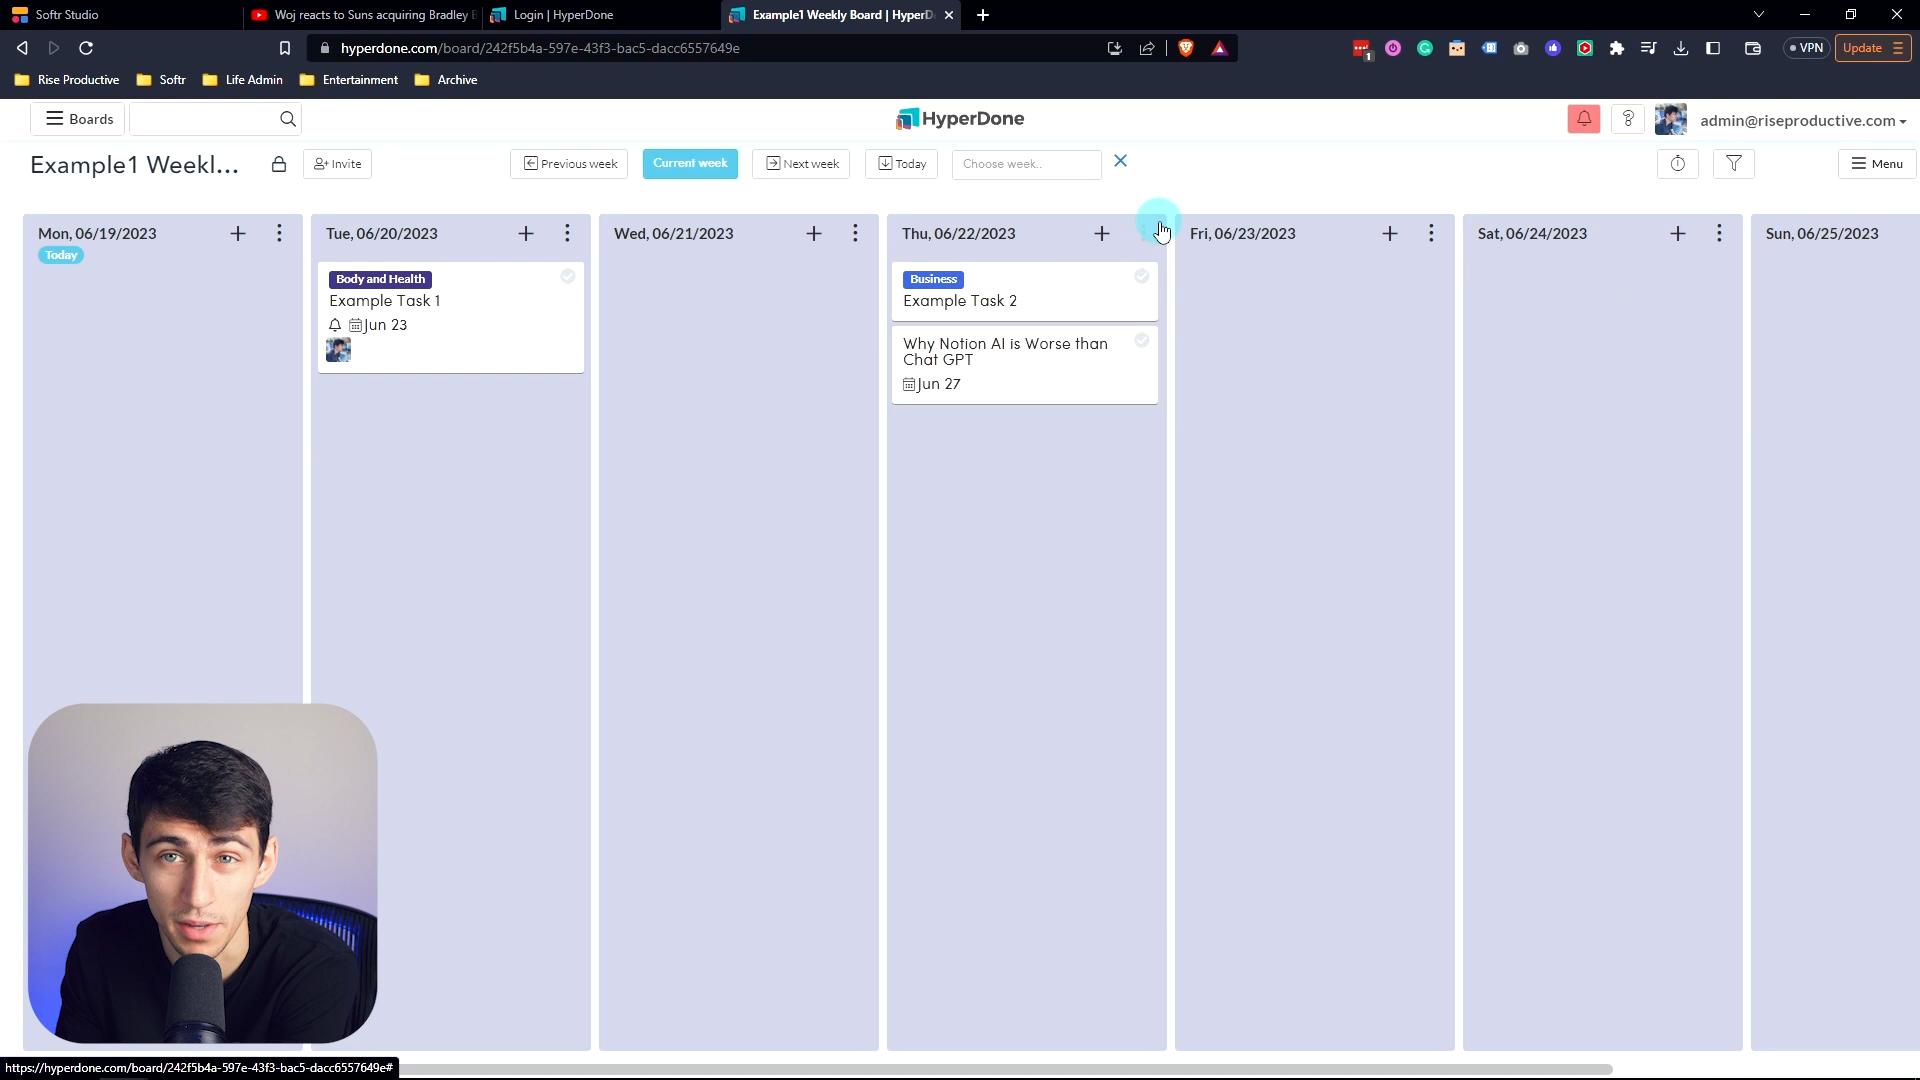 Softr Studio
Woj reacts to Suns acquiring Bradley
Login | HyperDone
Example1 Weekly Board | HyperD
hyperdone.com/board/242f5b4a-597e-43f3-bac5-dacc6557649e
1
VPN
Update
Rise Productive
Softr
Life Admin
Entertainment
Archive
Boards
HyperDone
?
admin@riseproductive.com
Example1 Weekl...
Invite
Previous week
Current week
Next week
Today
Choose week..
Menu
Mon, 06/19/2023
Today
Tue, 06/20/2023
Body and Health
Example Task 1
Jun 23
Wed, 06/21/2023
Thu, 06/22/2023
Business
Example Task 2
Why Notion AI is Worse than
Chat GPT
Jun 27
Fri, 06/23/2023
Sat, 06/24/2023
Sun, 06/25/2023
https://hyperdone.com/board/242f5b4a-597e-43f3-bac5-dacc6557649e#